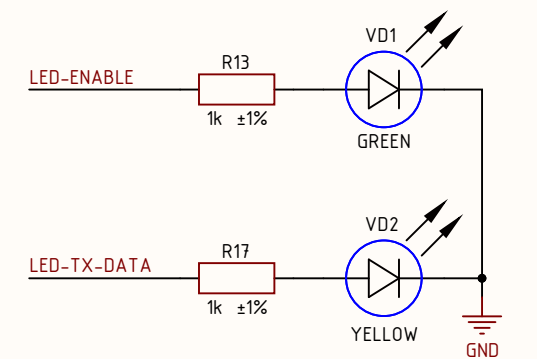 VD1
R13
LED-ENABLE
1k ±1%
GREEN
VD2
R17
LED-TX-DATA
1k ±1%
YELLOW
GND